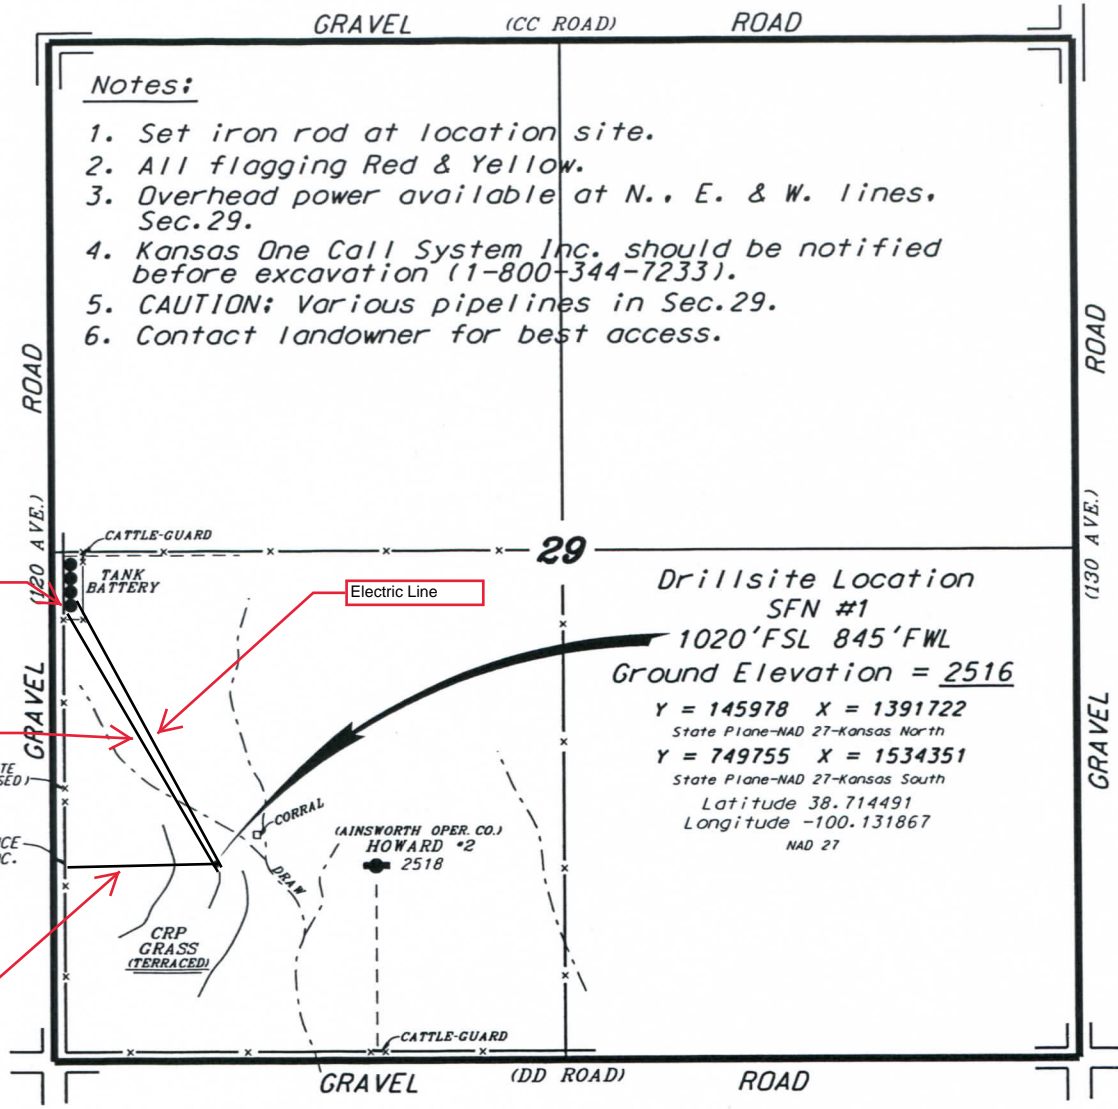 GRAVEL (CC ROAD) ROAD
Notes:
1. Set iron rod at location site.
2. All flagging Red & Yellow.
3. Overhead power available at N., E. & W. lines,
Sec.29.
4. Kansas One Call System Inc. should be notified
before excavation (1-800-344-7233).
5. CAUTION: Various pipelines in Sec.29.
6. Contact landowner for best access.
ROAD
(120 AVE.)
GRAVEL
ROAD
(130 AVE.)
GRAVEL
CATTLE-GUARD
TANK
BATTERY
29
Electric Line
Drillsite Location
SFN #1
1020'FSL 845'FWL
Ground Elevation = 2516
Y = 145978 X = 1391722
State Plane-NAD 27-Kansas North
Y = 749755 X = 1534351
State Plane-NAD 27-Kansas South
Latitude 38.714491
Longitude -100.131867
NAD 27
CORRAL
(AINSWORTH OPER. CO.)
HOWARD #2
2518
DRAW
CRP
GRASS
(TERRACED)
CATTLE-GUARD
GRAVEL (DD ROAD) ROAD